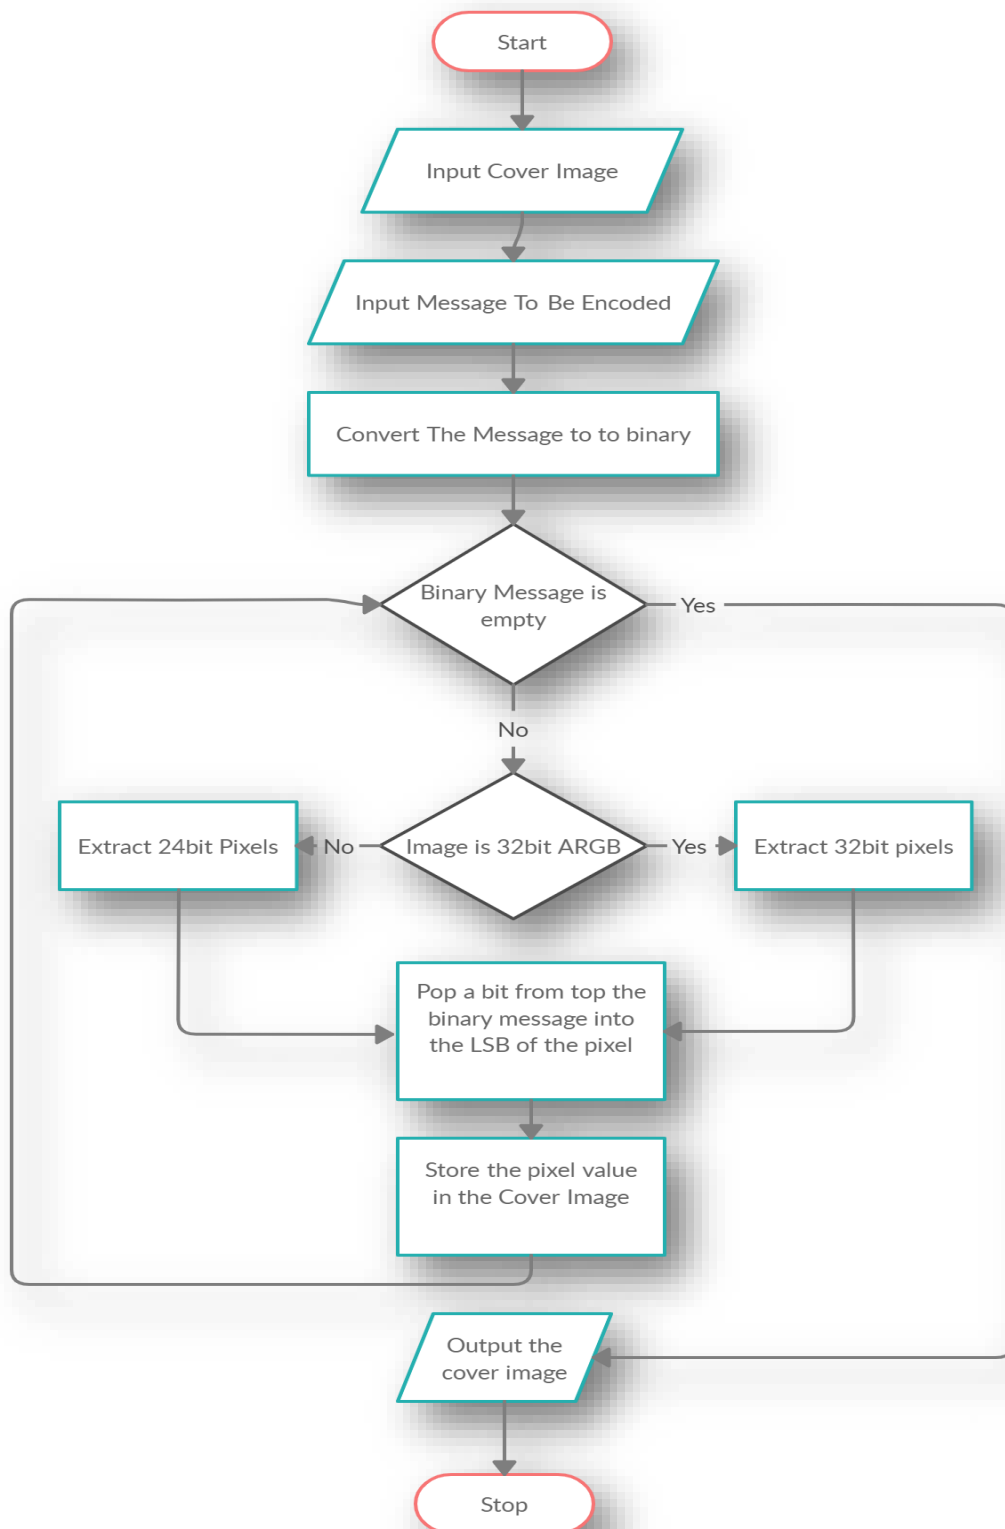 Start
Input Cover Image
Input Message To Be Encoded
Convert The Message to to binary
Binary Message is
empty
Yes
No
Image is 32bit ARGB
No
Yes
Extract 24bit Pixels
Extract 32bit pixels
Pop a bit from top the
binary message into
the LSB of the pixel
Store the pixel value
in the Cover Image
Output the
cover image
Stop